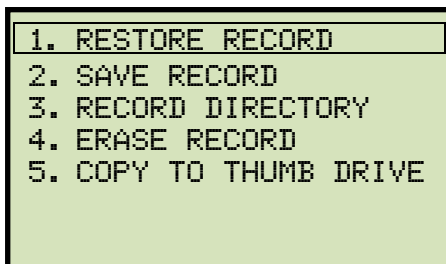 1. RESTORE RECORD
2. SAVE RECORD
3. RECORD DIRECTORY
4. ERASE RECORD
5. COPY TO THUMB DRIVE